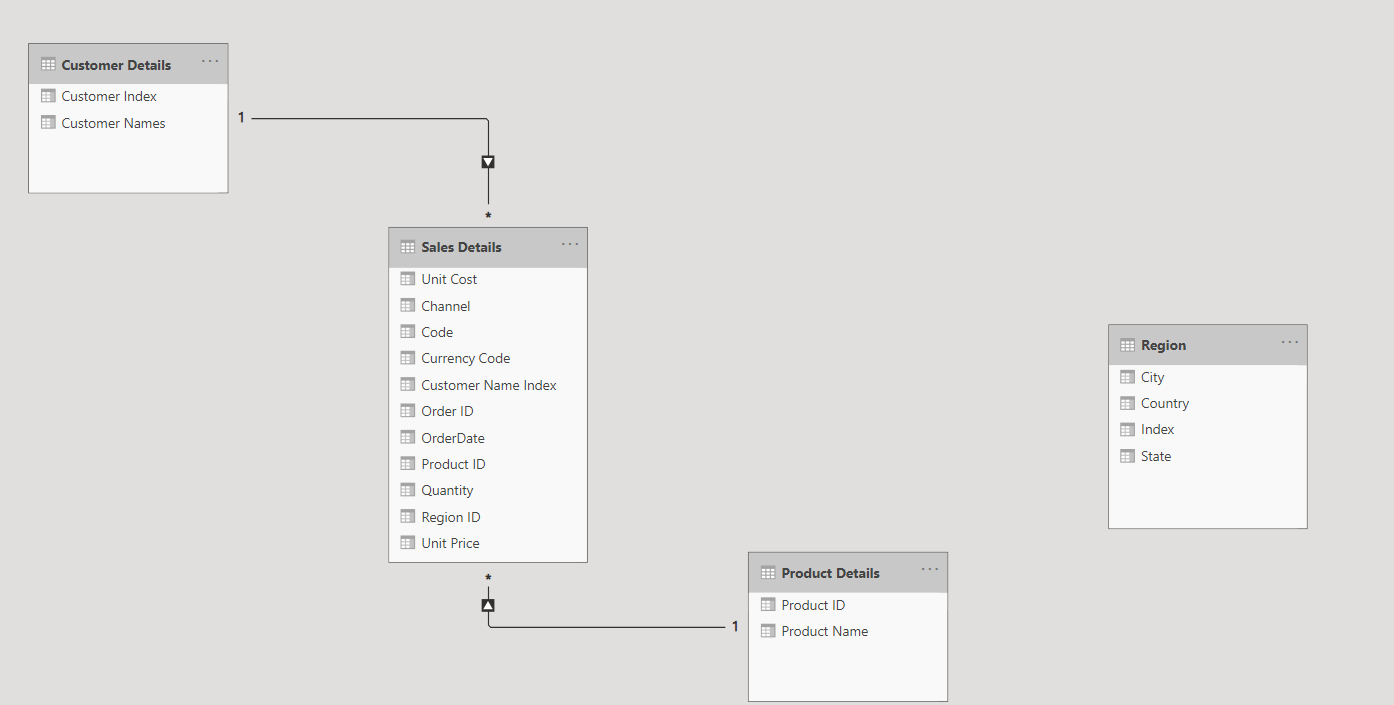 Customer Details
Customer Index
Customer Names
1
*
Sales Details
Unit Cost
Channel
Code
Currency Code
Customer Name Index
Order ID
OrderDate
Product ID
Quantity
Region ID
Unit Price
*
1
Region
City
Country
Index
State
Product Details
Product ID
Product Name